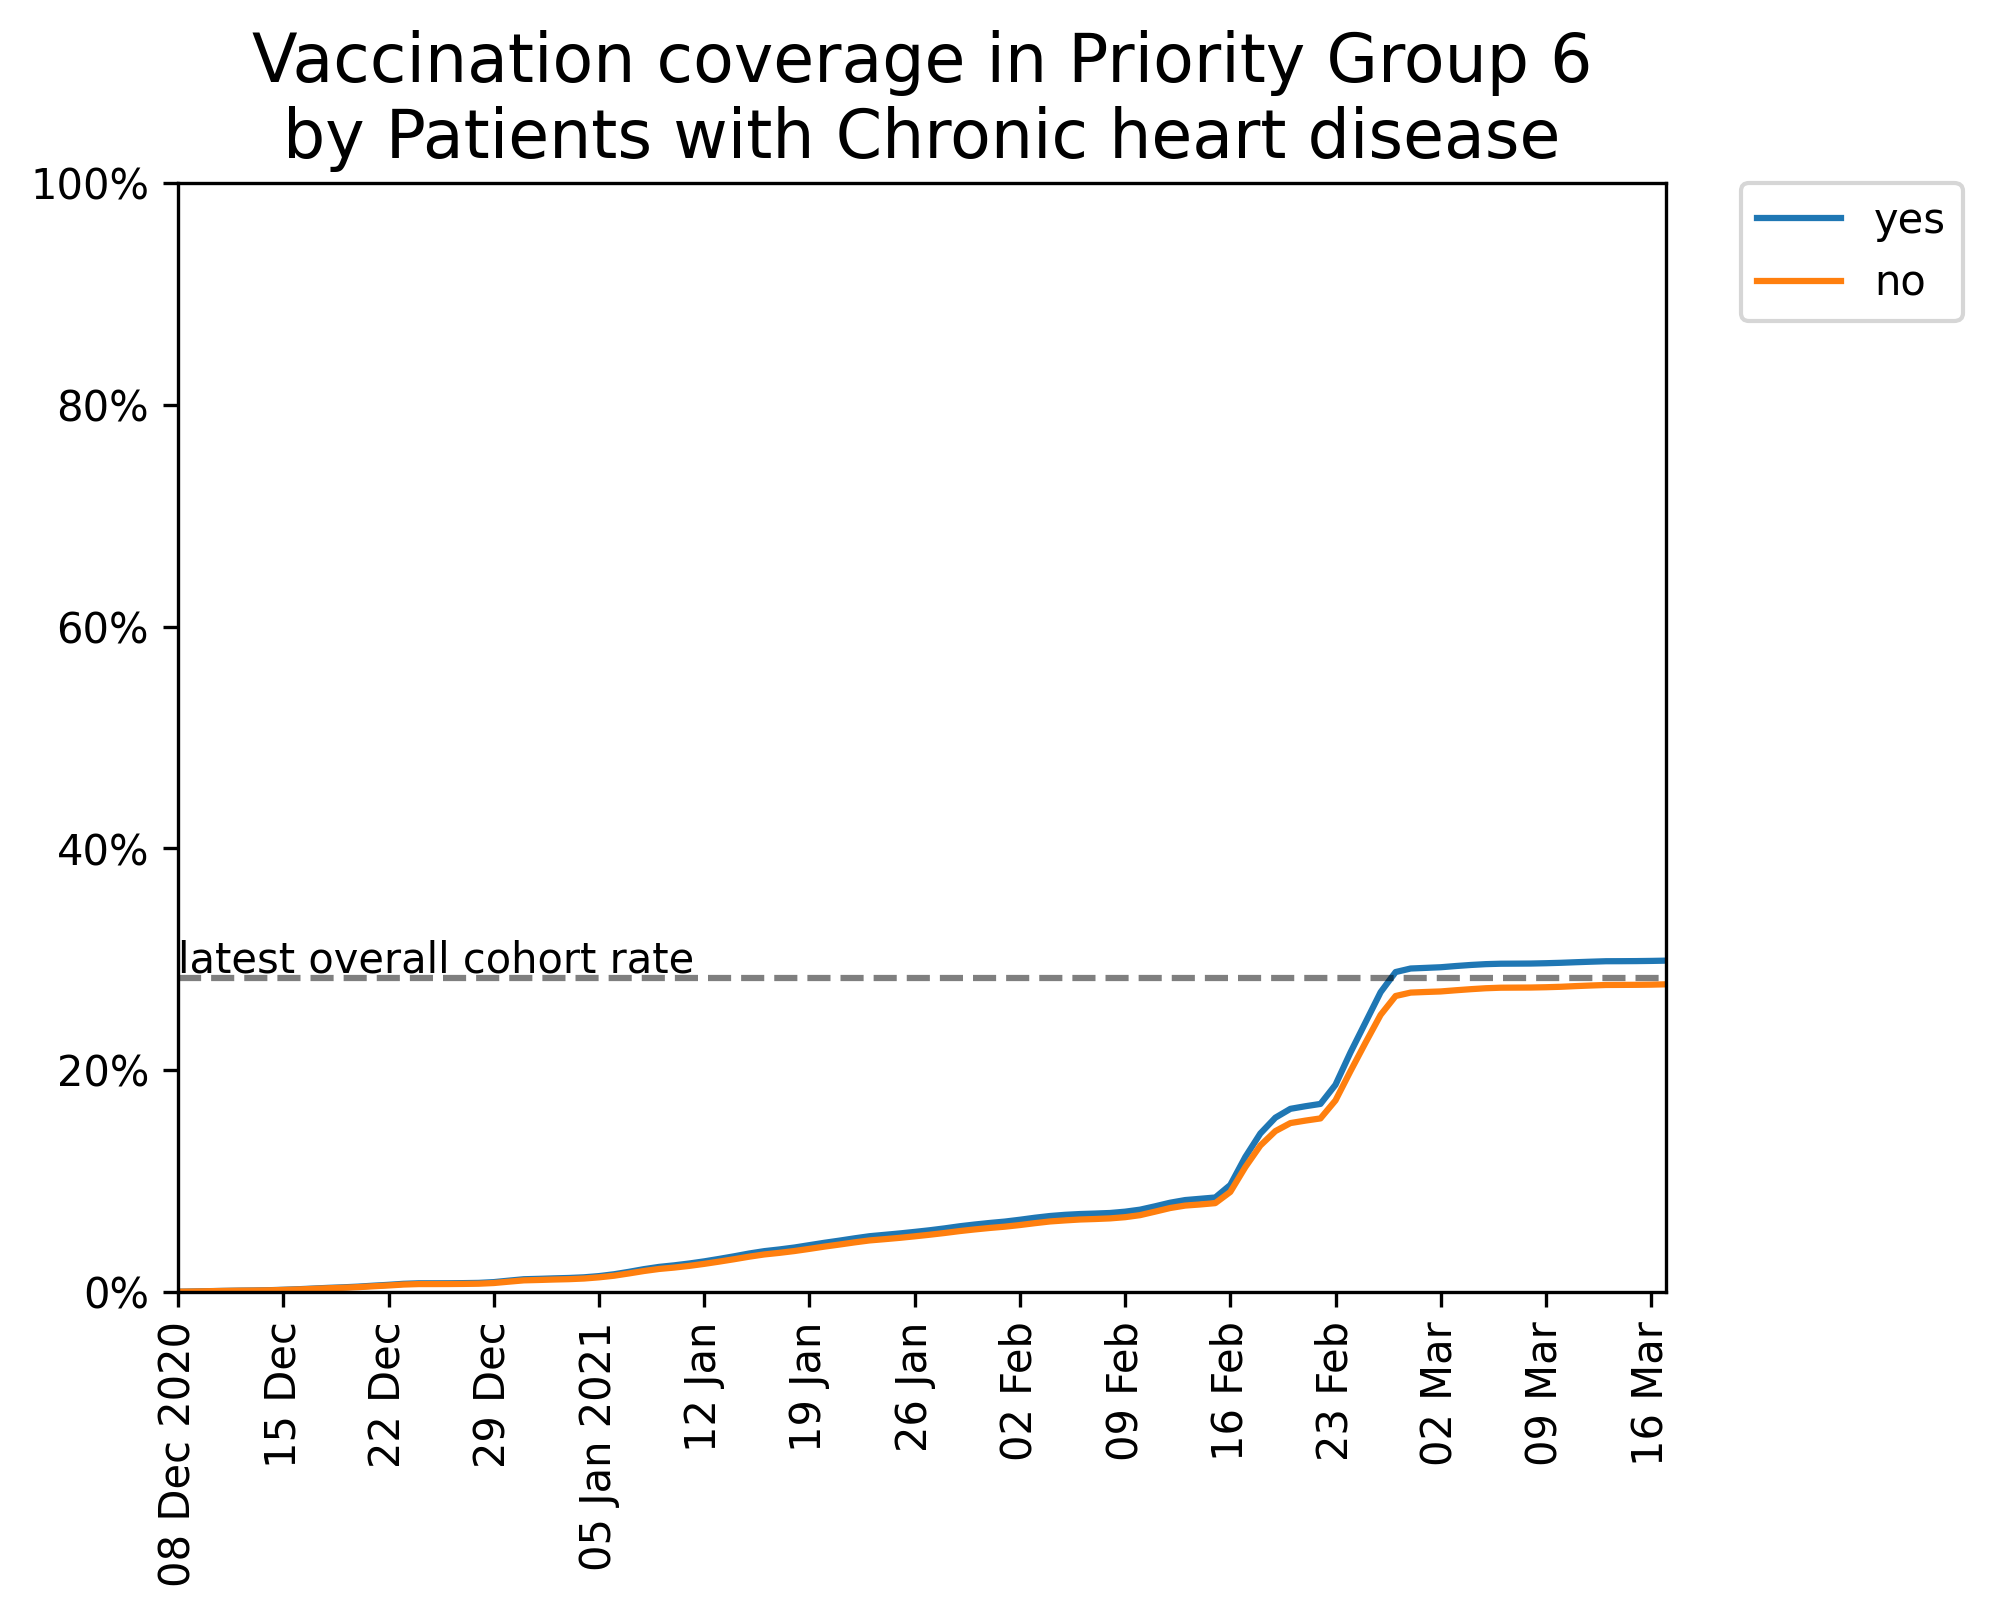 Vaccination coverage in Priority Group 6
by Patients with Chronic heart disease
100%
80%
60%
40%
20%
0%
yes
no
latest overall cohort rate
08 Dec 2020
15 Dec
22 Dec
29 Dec
05 Jan 2021
12 Jan
19 Jan
26 Jan
02 Feb
09 Feb
16 Feb
23 Feb
02 Mar
09 Mar
16 Mar